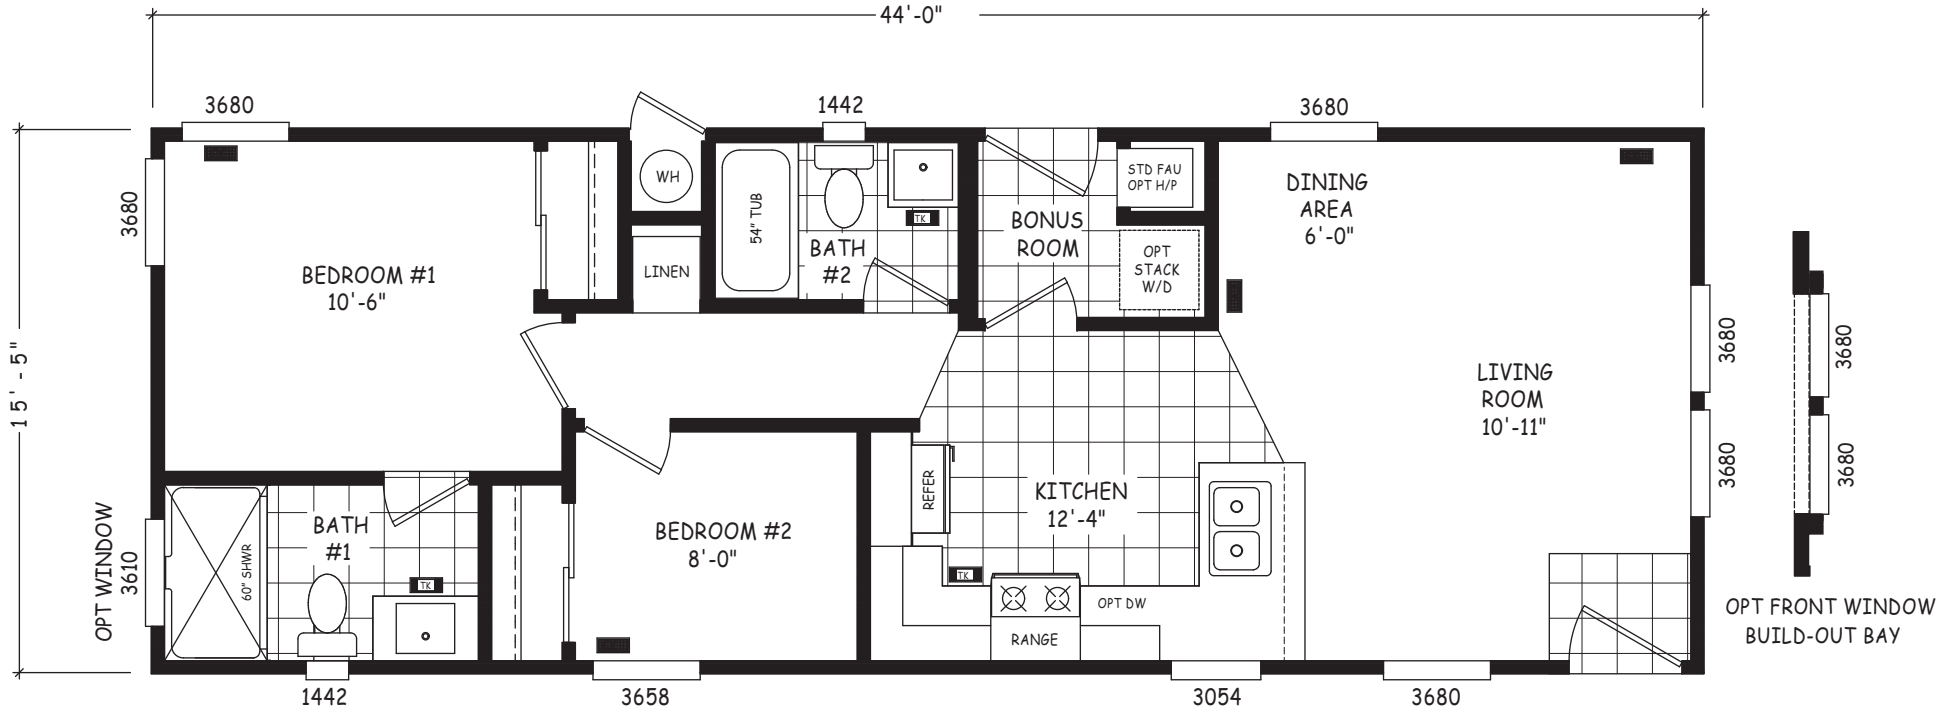 44'-0"
3680
1442
3680
15'-5"
3680
BEDROOM #1
10'-6"
WH
LINEN
54" TUB
TK
BATH
#2
BONUS
ROOM
STD FAU
OPT H/P
OPT
STACK
W/D
DINING
AREA
6'-0"
LIVING
ROOM
10'-11"
3680
3680
3680
3680
OPT FRONT WINDOW
BUILD-OUT BAY
OPT WINDOW
3610
60" SHWR
BATH
#1
TK
BEDROOM #2
8'-0"
REFER
KITCHEN
12'-4"
TK
RANGE
OPT DW
1442
3658
3054
3680